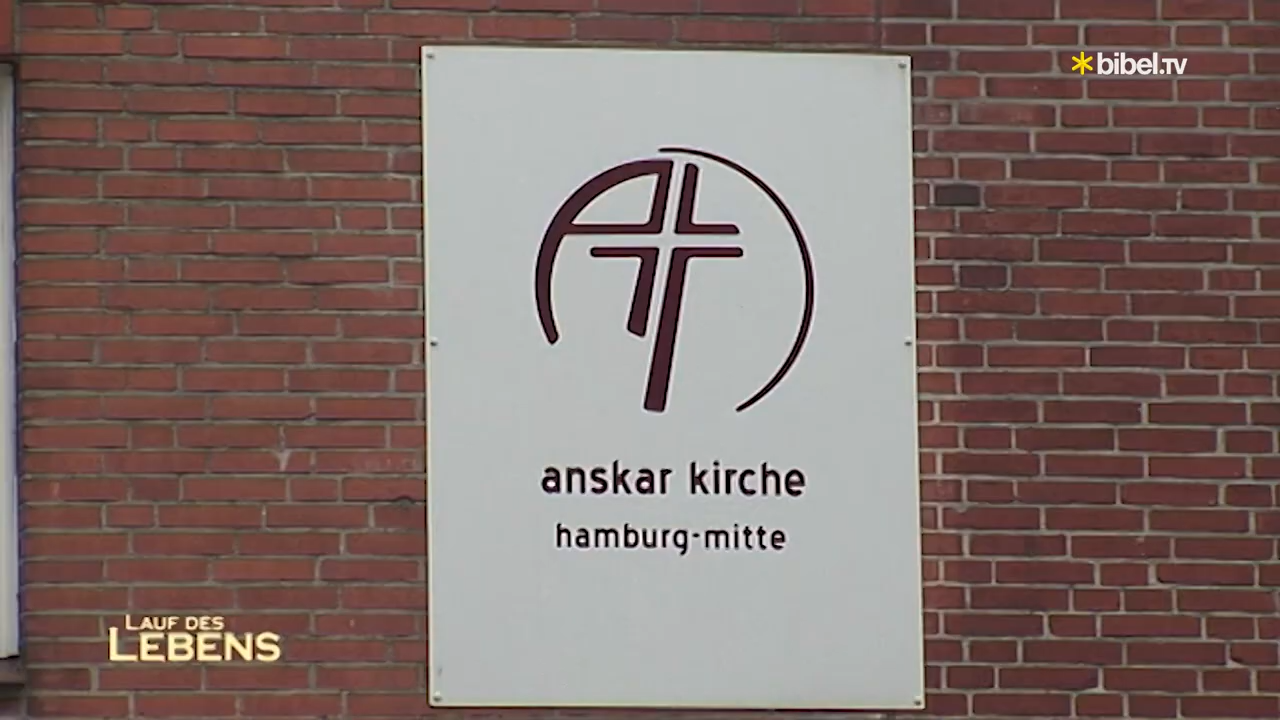 bibel.tv
anskar kirche
hamburg-mitte
LAUF DES
LEBENS